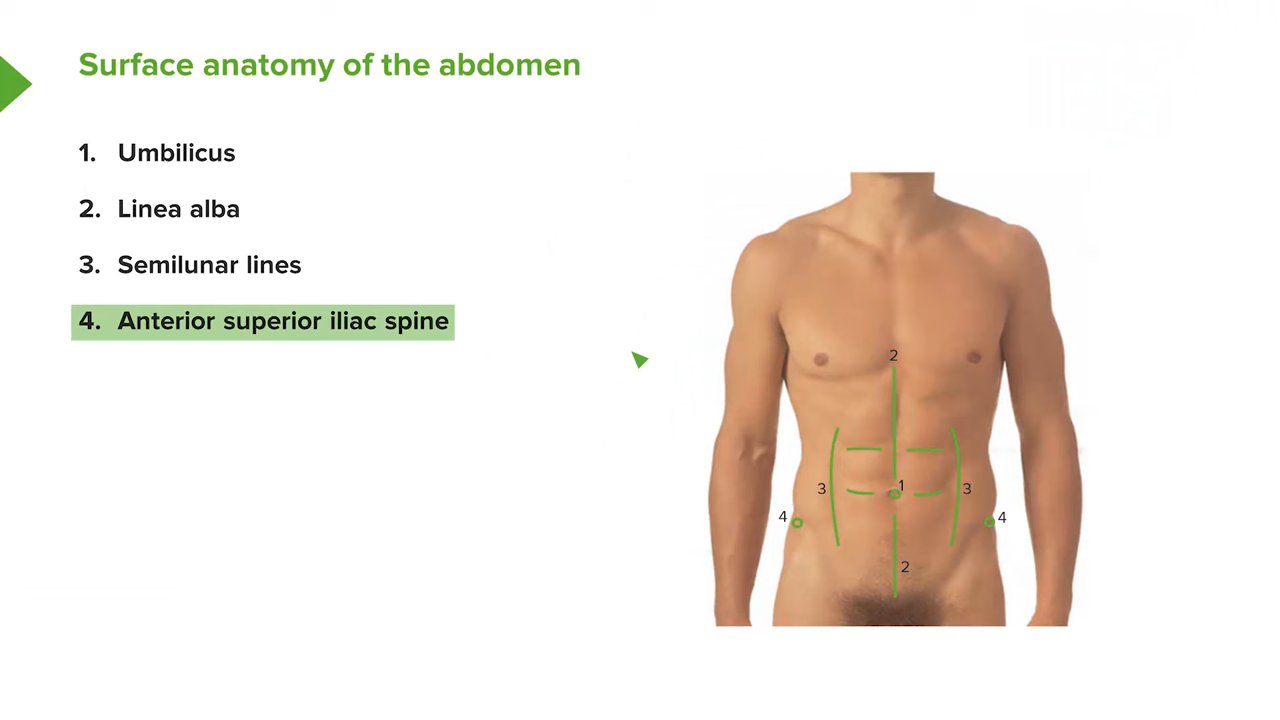 Surface anatomy of the abdomen
1. Umbilicus
2. Linea alba
3. Semilunar lines
4. Anterior superior iliac spine
2
1
3
3
4
4
2